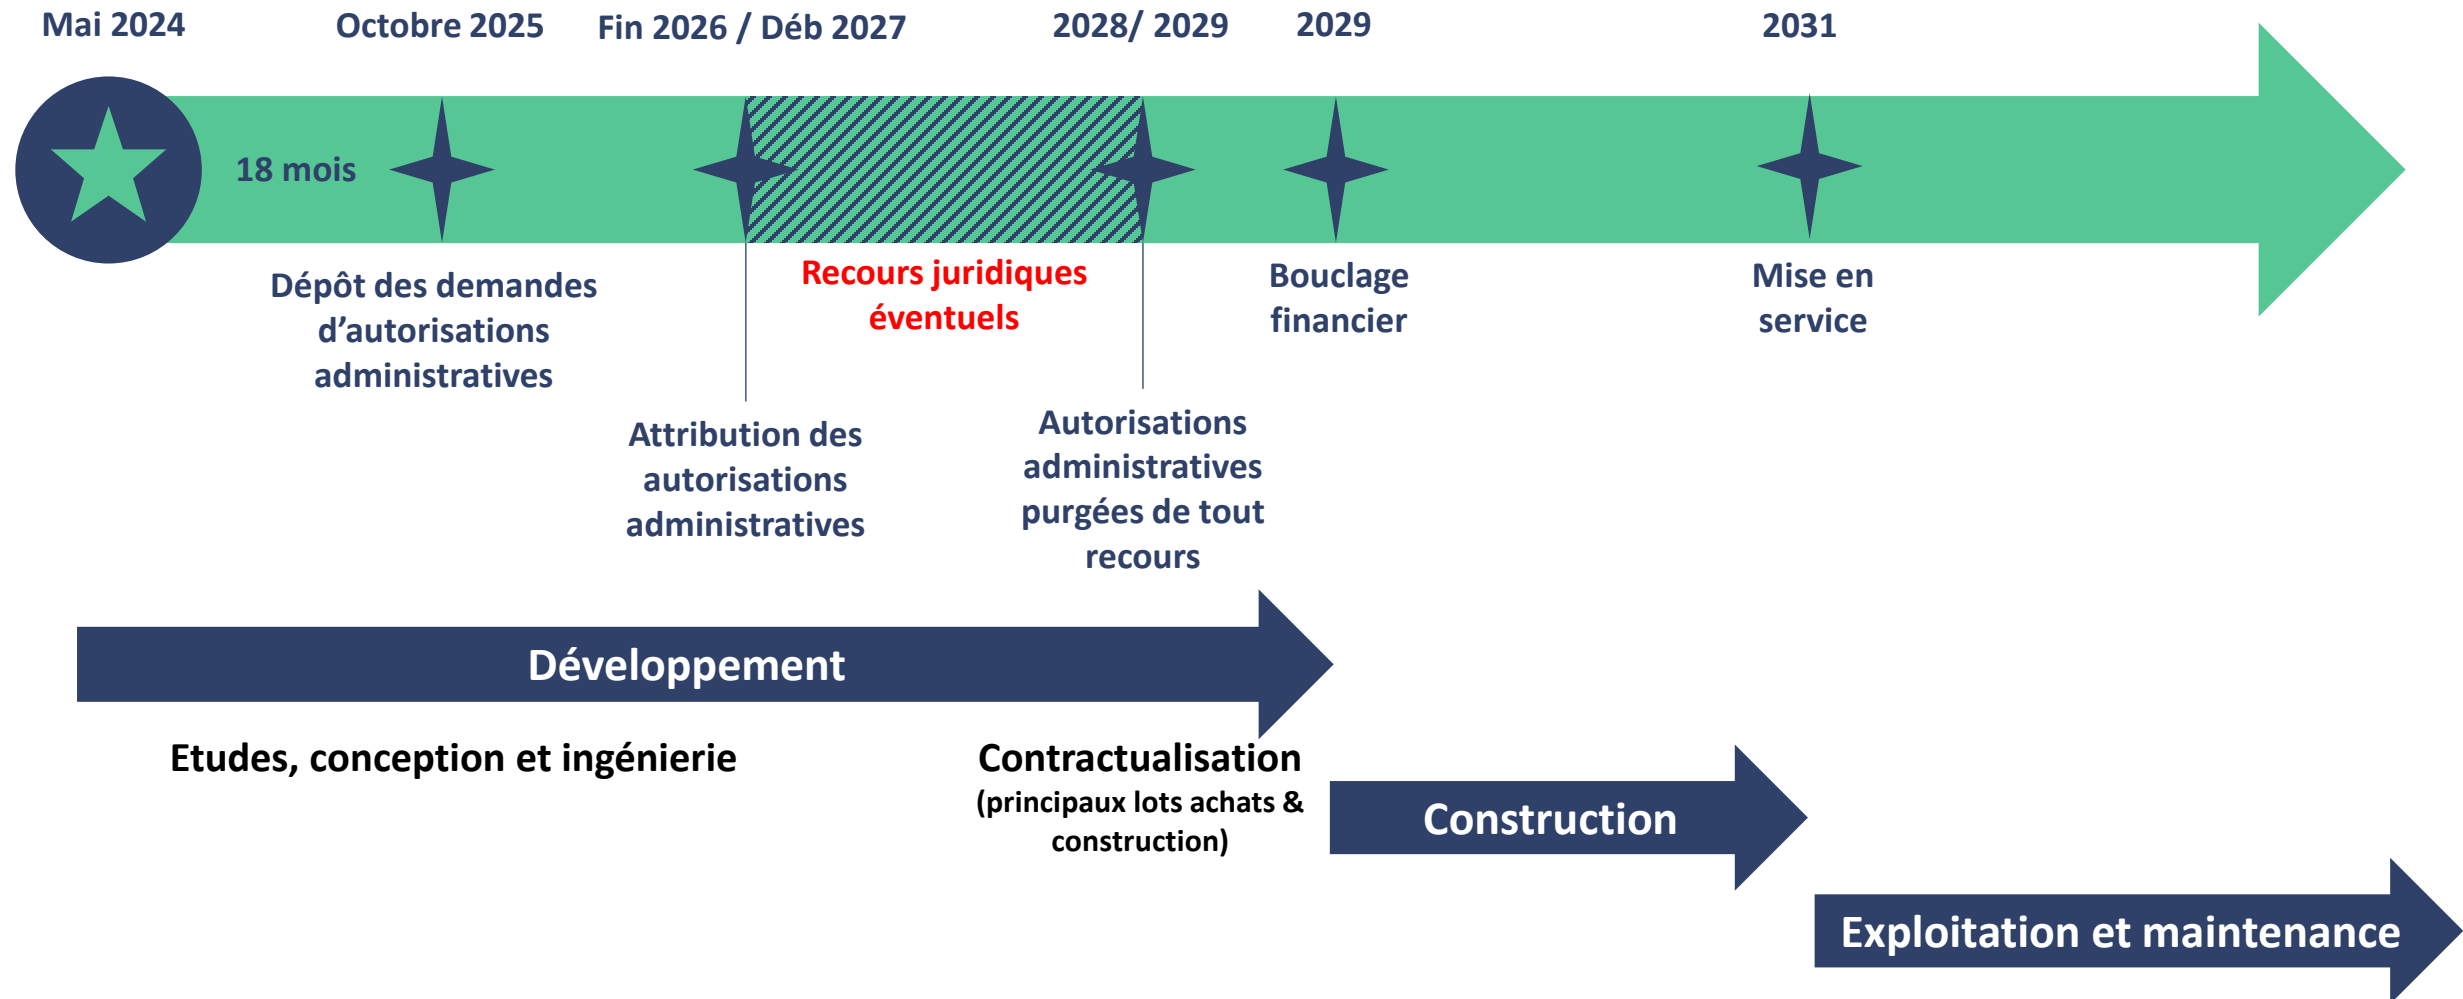 Mai 2024
Octobre 2025
Fin 2026 / Déb 2027
2028/ 2029
2029
2031
18 mois
Dépôt des demandes
d’autorisations
administratives
Attribution des
autorisations
administratives
Recours juridiques
éventuels
Autorisations
administratives
purgées de tout
recours
Bouclage
financier
Mise en
service
Développement
Etudes, conception et ingénierie
Contractualisation
(principaux lots achats &
construction)
Construction
Exploitation et maintenance